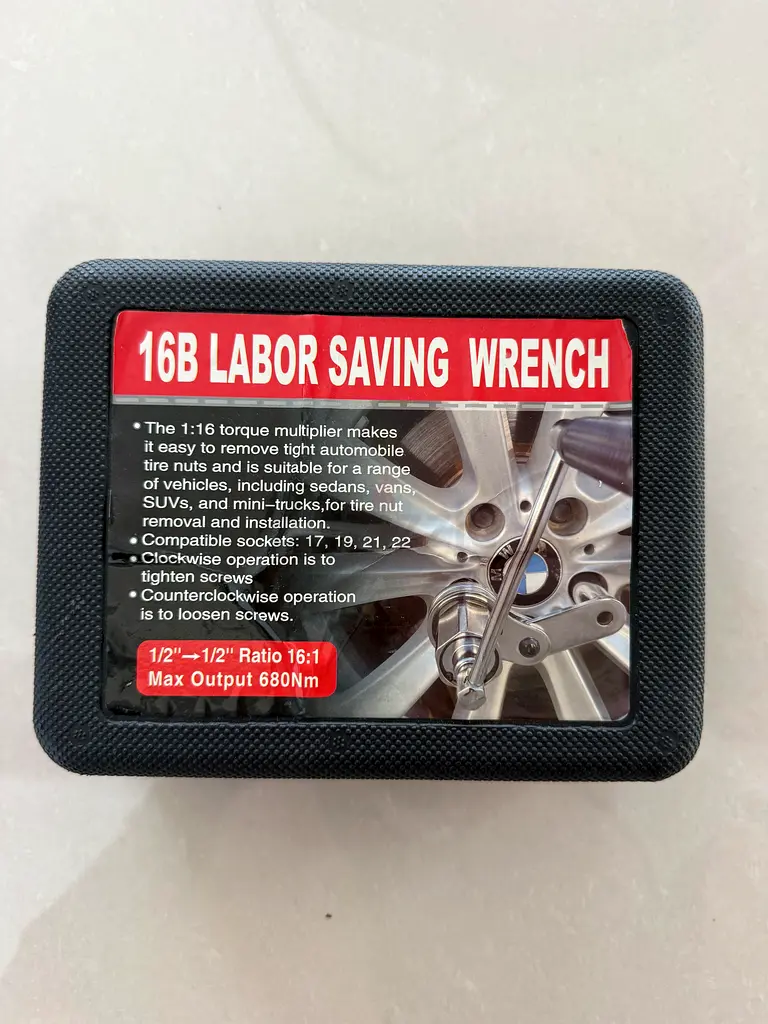 16B LABOR SAVING WRENCH
• The 1:16 torque multiplier makes
it easy to remove tight automobile
tire nuts and is suitable for a range
of vehicles, including sedans, vans,
SUVs, and mini-trucks,for tire nut
removal and installation.
• Compatible sockets: 17, 19, 21, 22
• Clockwise operation is to
tighten screws
• Counterclockwise operation
is to loosen screws.
1/2"→1/2" Ratio 16:1
Max Output 680Nm